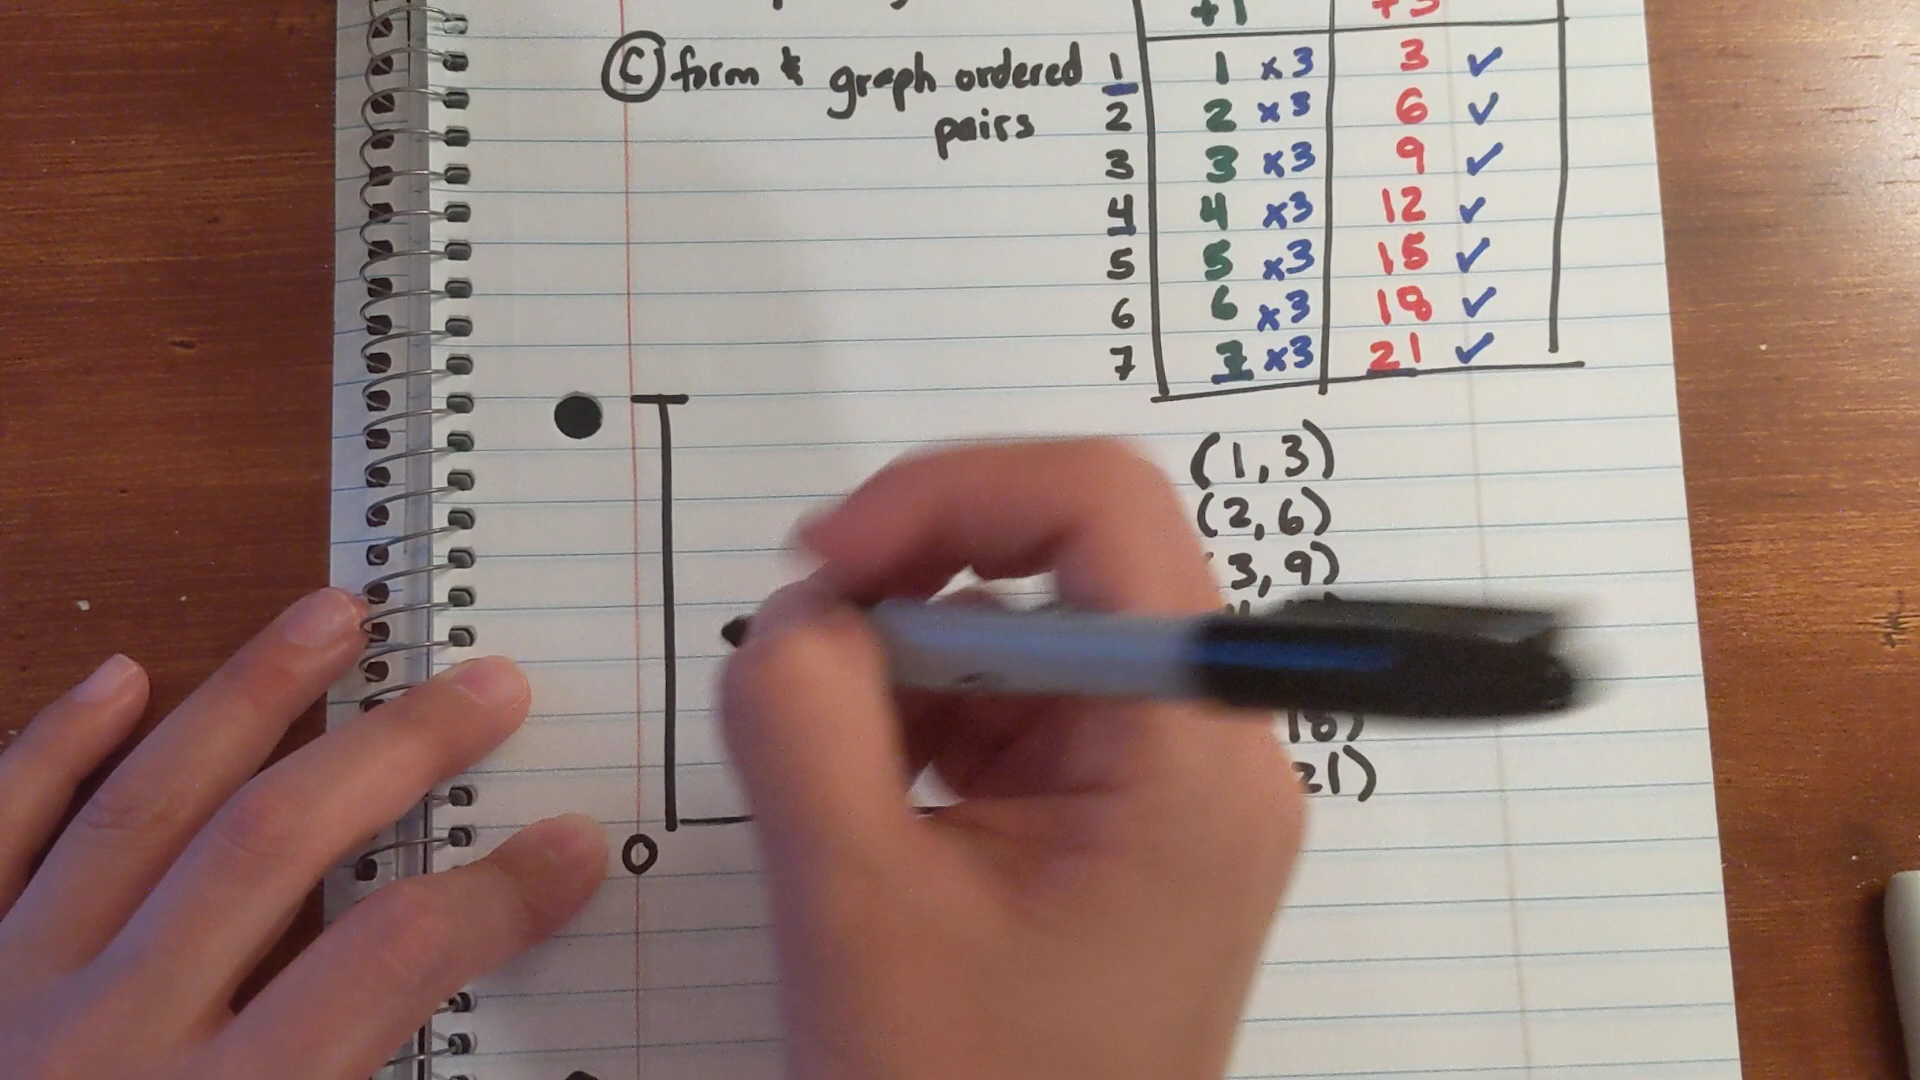 +1 +3
© form & graph ordered
pairs
1 1 x3 3 ✓
2 2 x3 6 ✓
3 3 x3 9 ✓
4 4 x3 12 ✓
5 5 x3 15 ✓
6 6 x3 18 ✓
7 7 x3 21 ✓
(1,3)
(2,6)
3,9)
18)
21)
0